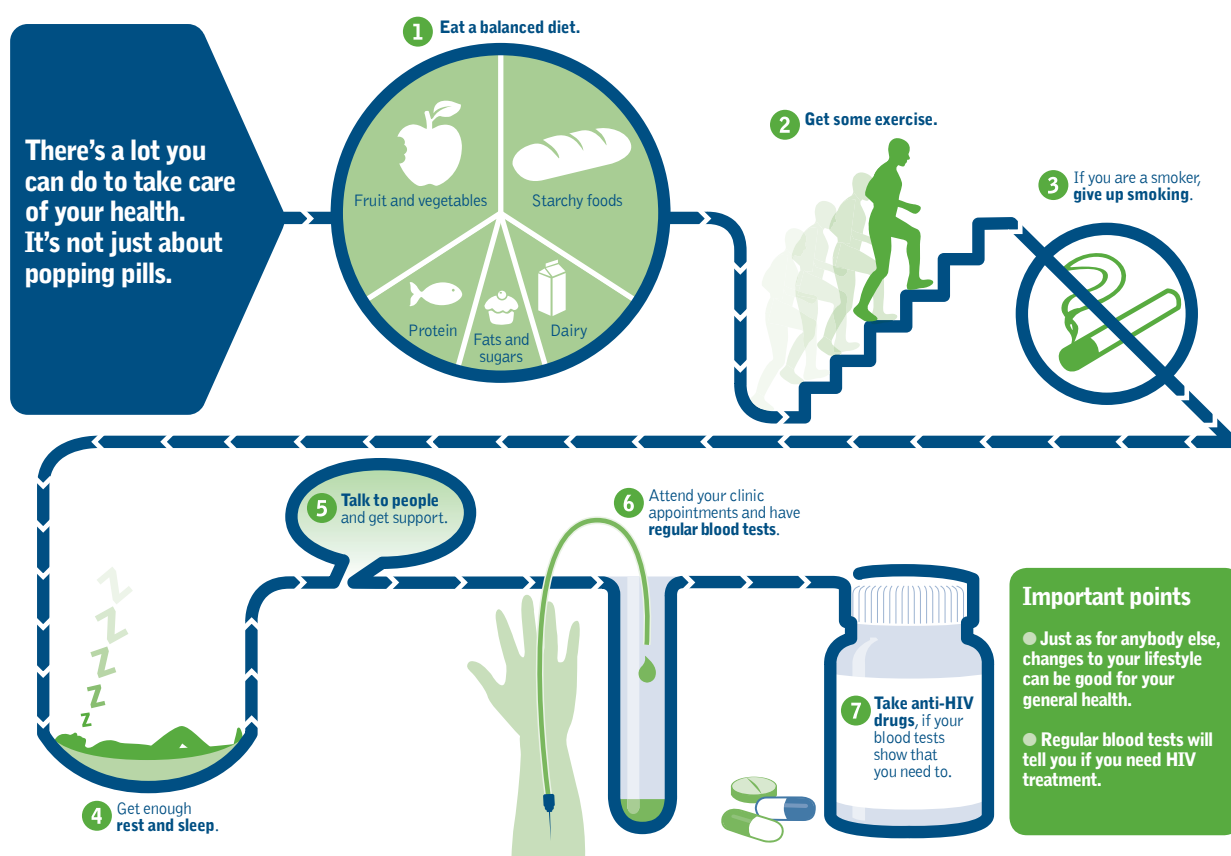 There's a lot you
can do to take care
of your health.
It's not just about
popping pills.
1 Eat a balanced diet.
Fruit and vegetables
Starchy foods
Protein
Fats and
sugars
Dairy
2 Get some exercise.
3 If you are a smoker,
give up smoking.
z
z
z
z
z
4 Get enough
rest and sleep.
5 Talk to people
and get support.
6 Attend your clinic
appointments and have
regular blood tests.
7 Take anti-HIV
drugs, if your
blood tests
show that
you need to.
Important points
● Just as for anybody else,
changes to your lifestyle
can be good for your
general health.
● Regular blood tests will
tell you if you need HIV
treatment.